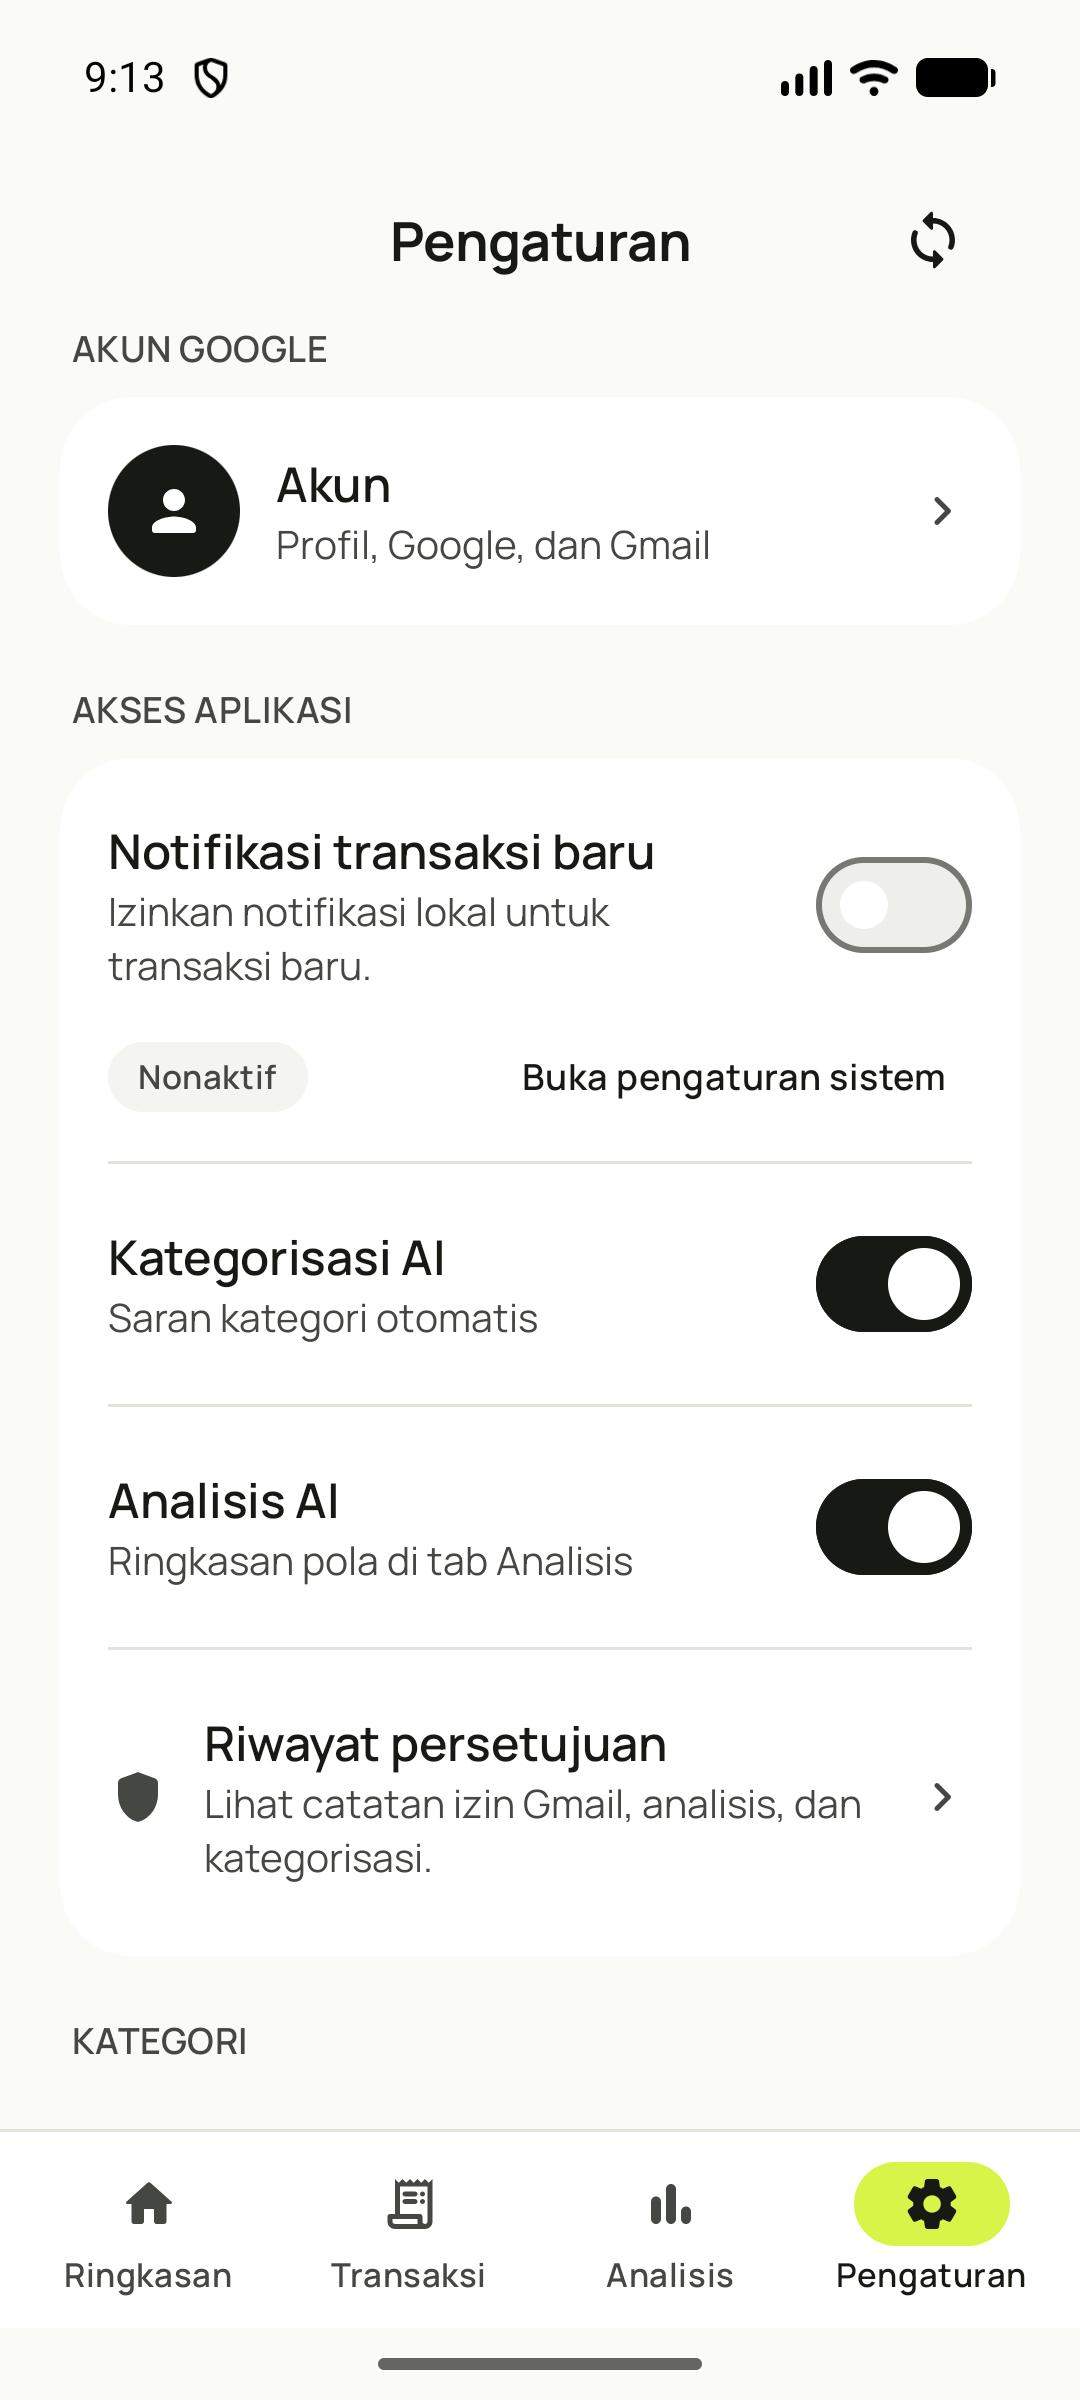 9:13
Pengaturan
AKUN GOOGLE
Akun
Profil, Google, dan Gmail
AKSES APLIKASI
Notifikasi transaksi baru
Izinkan notifikasi lokal untuk
transaksi baru.
Nonaktif
Buka pengaturan sistem
Kategorisasi AI
Saran kategori otomatis
Analisis AI
Ringkasan pola di tab Analisis
Riwayat persetujuan
Lihat catatan izin Gmail, analisis, dan
kategorisasi.
KATEGORI
Ringkasan
Transaksi
Analisis
Pengaturan